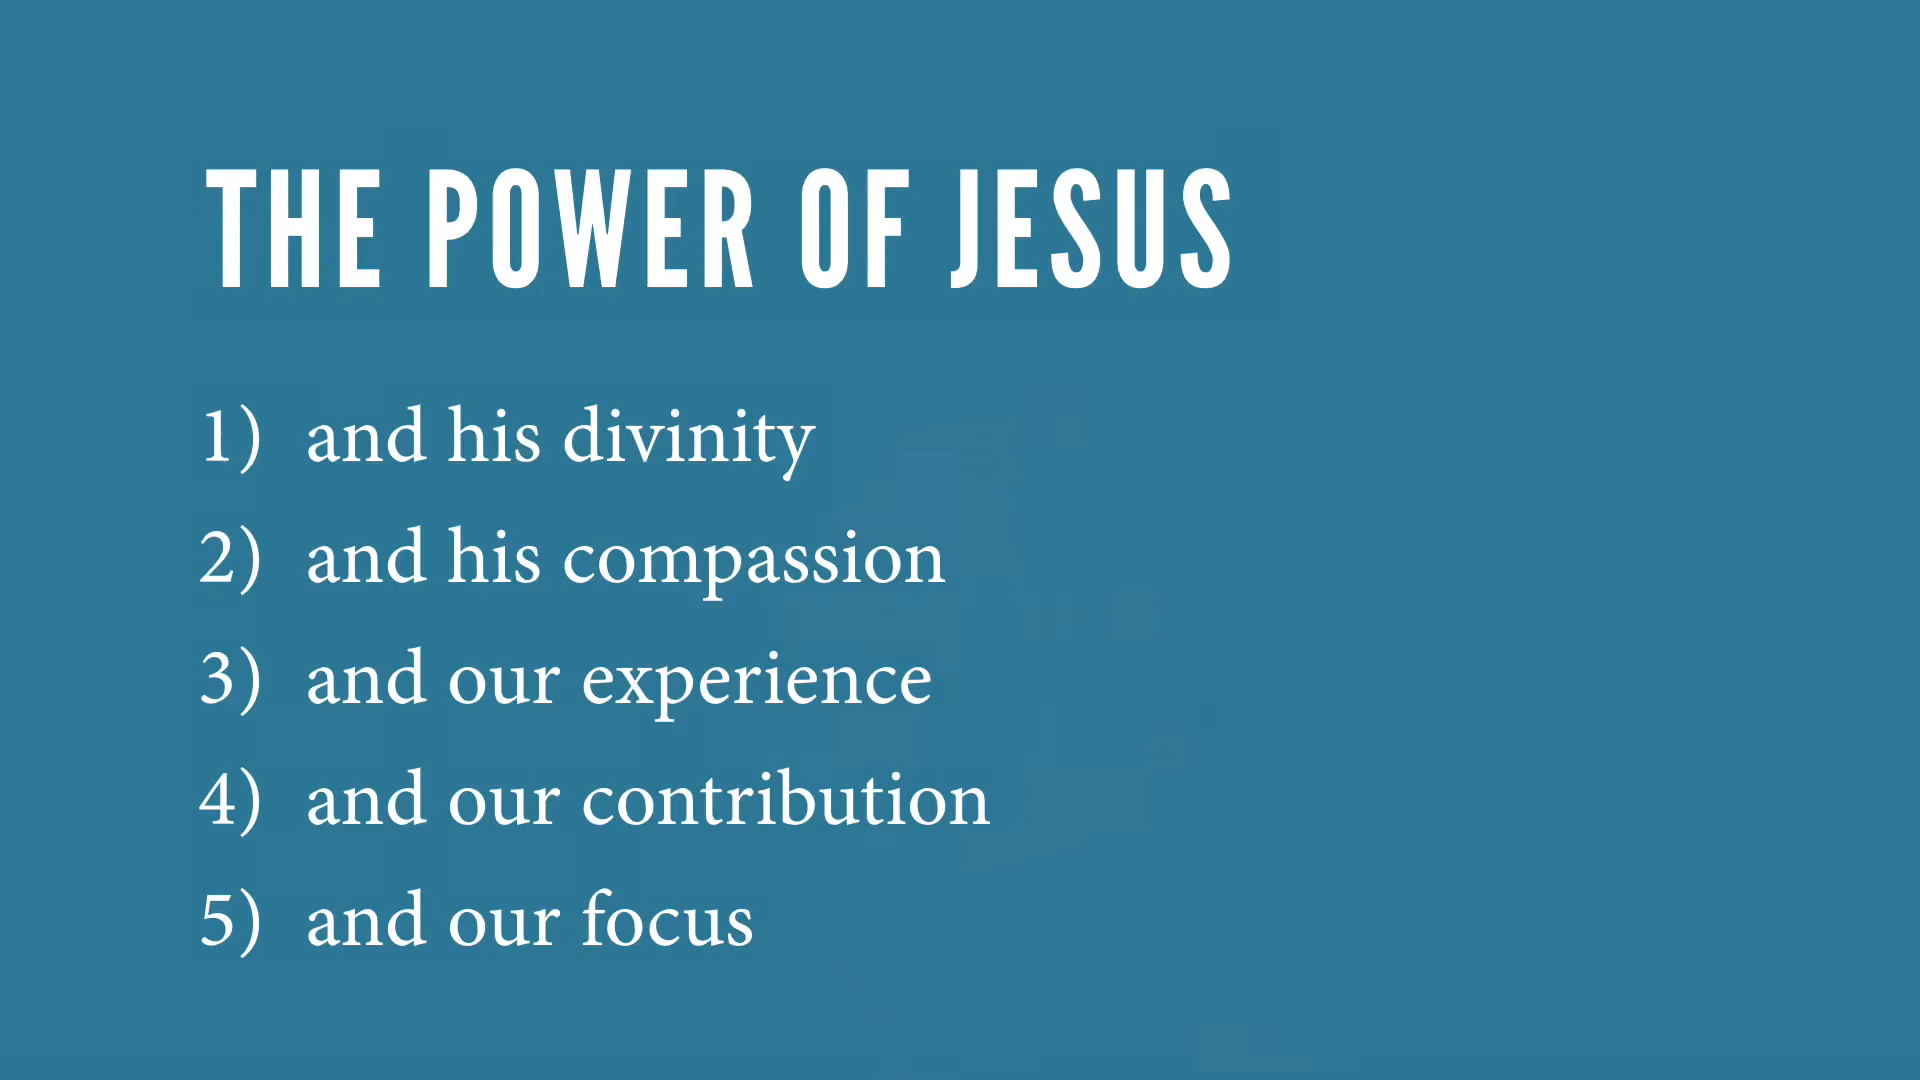 THE POWER OF JESUS
1) and his divinity
2) and his compassion
3) and our experience
4) and our contribution
5) and our focus